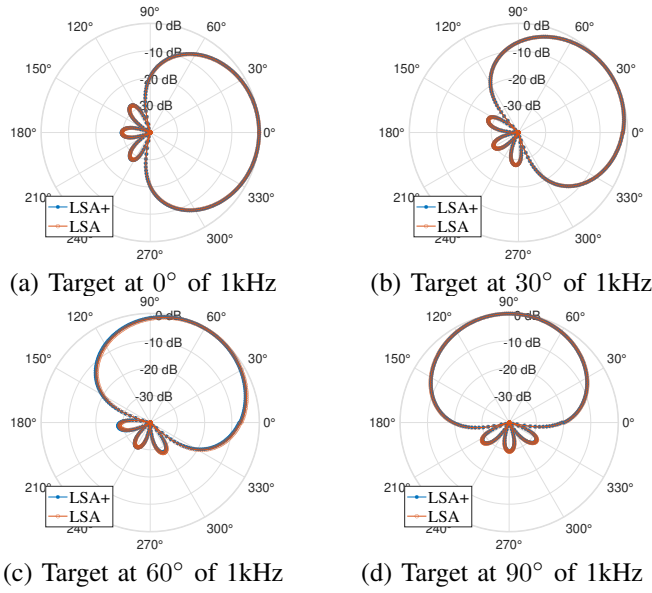 90°
120° 0 dB 60°
-10 dB
150° 30°
-20 dB
-30 dB
180° 0°
210° 330°
LSA+
LSA
240° 300°
270°
(a) Target at 0° of 1kHz
90°
120° 0 dB 60°
-10 dB
150° 30°
-20 dB
-30 dB
180° 0°
210° 330°
LSA+
LSA
240° 300°
270°
(b) Target at 30° of 1kHz
90°
120° 0 dB 60°
-10 dB
150° 30°
-20 dB
-30 dB
180° 0°
210 330°
LSA+
LSA
240° 300°
270°
(c) Target at 60° of 1kHz
90°
120° 0 dB 60°
-10 dB
150° 30°
-20 dB
-30 dB
180° 0°
210 330°
LSA+
LSA
240° 300°
270°
(d) Target at 90° of 1kHz